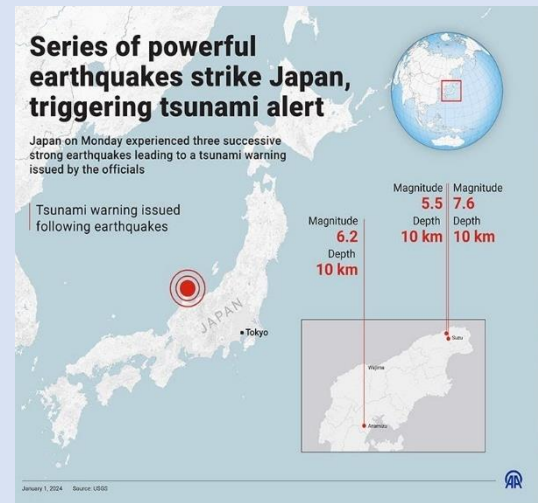 Series of powerful
earthquakes strike Japan,
triggering tsunami alert
Japan on Monday experienced three successive
strong earthquakes leading to a tsunami warning
issued by the officials
Tsunami warning issued
following earthquakes
Magnitude
6.2
Depth
10 km
Magnitude
5.5
Depth
10 km
Magnitude
7.6
Depth
10 km
JAPAN
Tokyo
Suzu
Wajima
Anamizu
January 1, 2024 Source: USGS
AA